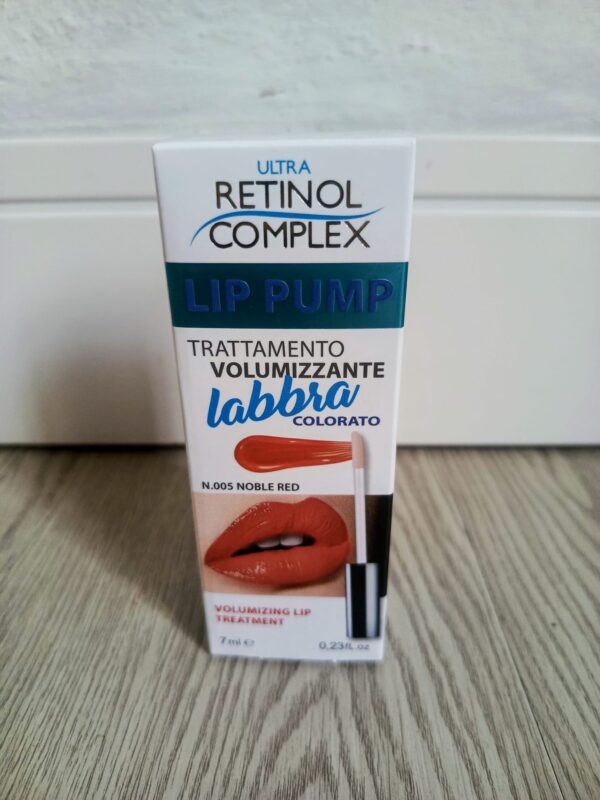 ULTRA
RETINOL
COMPLEX
LIP PUMP
TRATTAMENTO
VOLUMIZZANTE
labbra
COLORATO
N.005 NOBLE RED
VOLUMIZING LIP
TREATMENT
7ml ℮ 0,23fl.oz